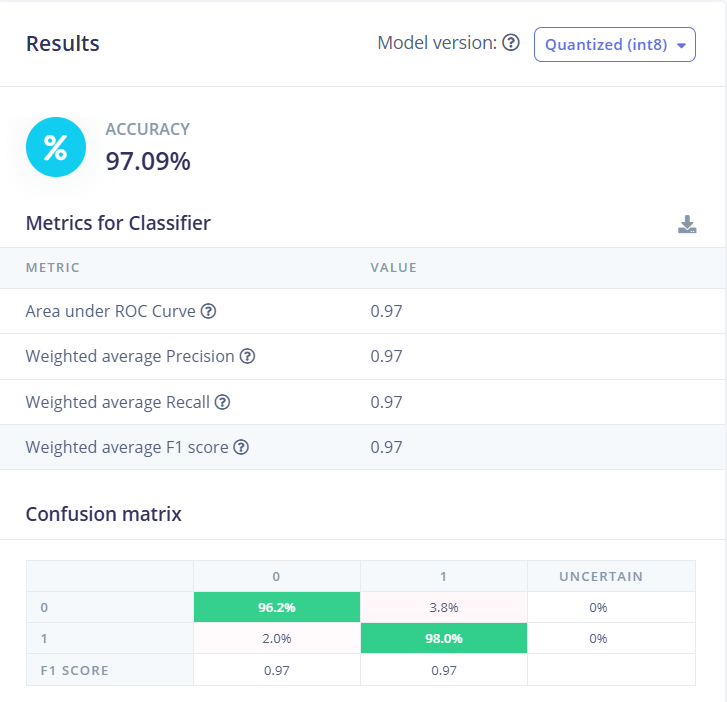 Results
Model version: ? Quantized (int8)
%
ACCURACY
97.09%
Metrics for Classifier
METRIC VALUE
Area under ROC Curve ? 0.97
Weighted average Precision ? 0.97
Weighted average Recall ? 0.97
Weighted average F1 score ? 0.97
Confusion matrix
0 1 UNCERTAIN
0 96.2% 3.8% 0%
1 2.0% 98.0% 0%
F1 SCORE 0.97 0.97